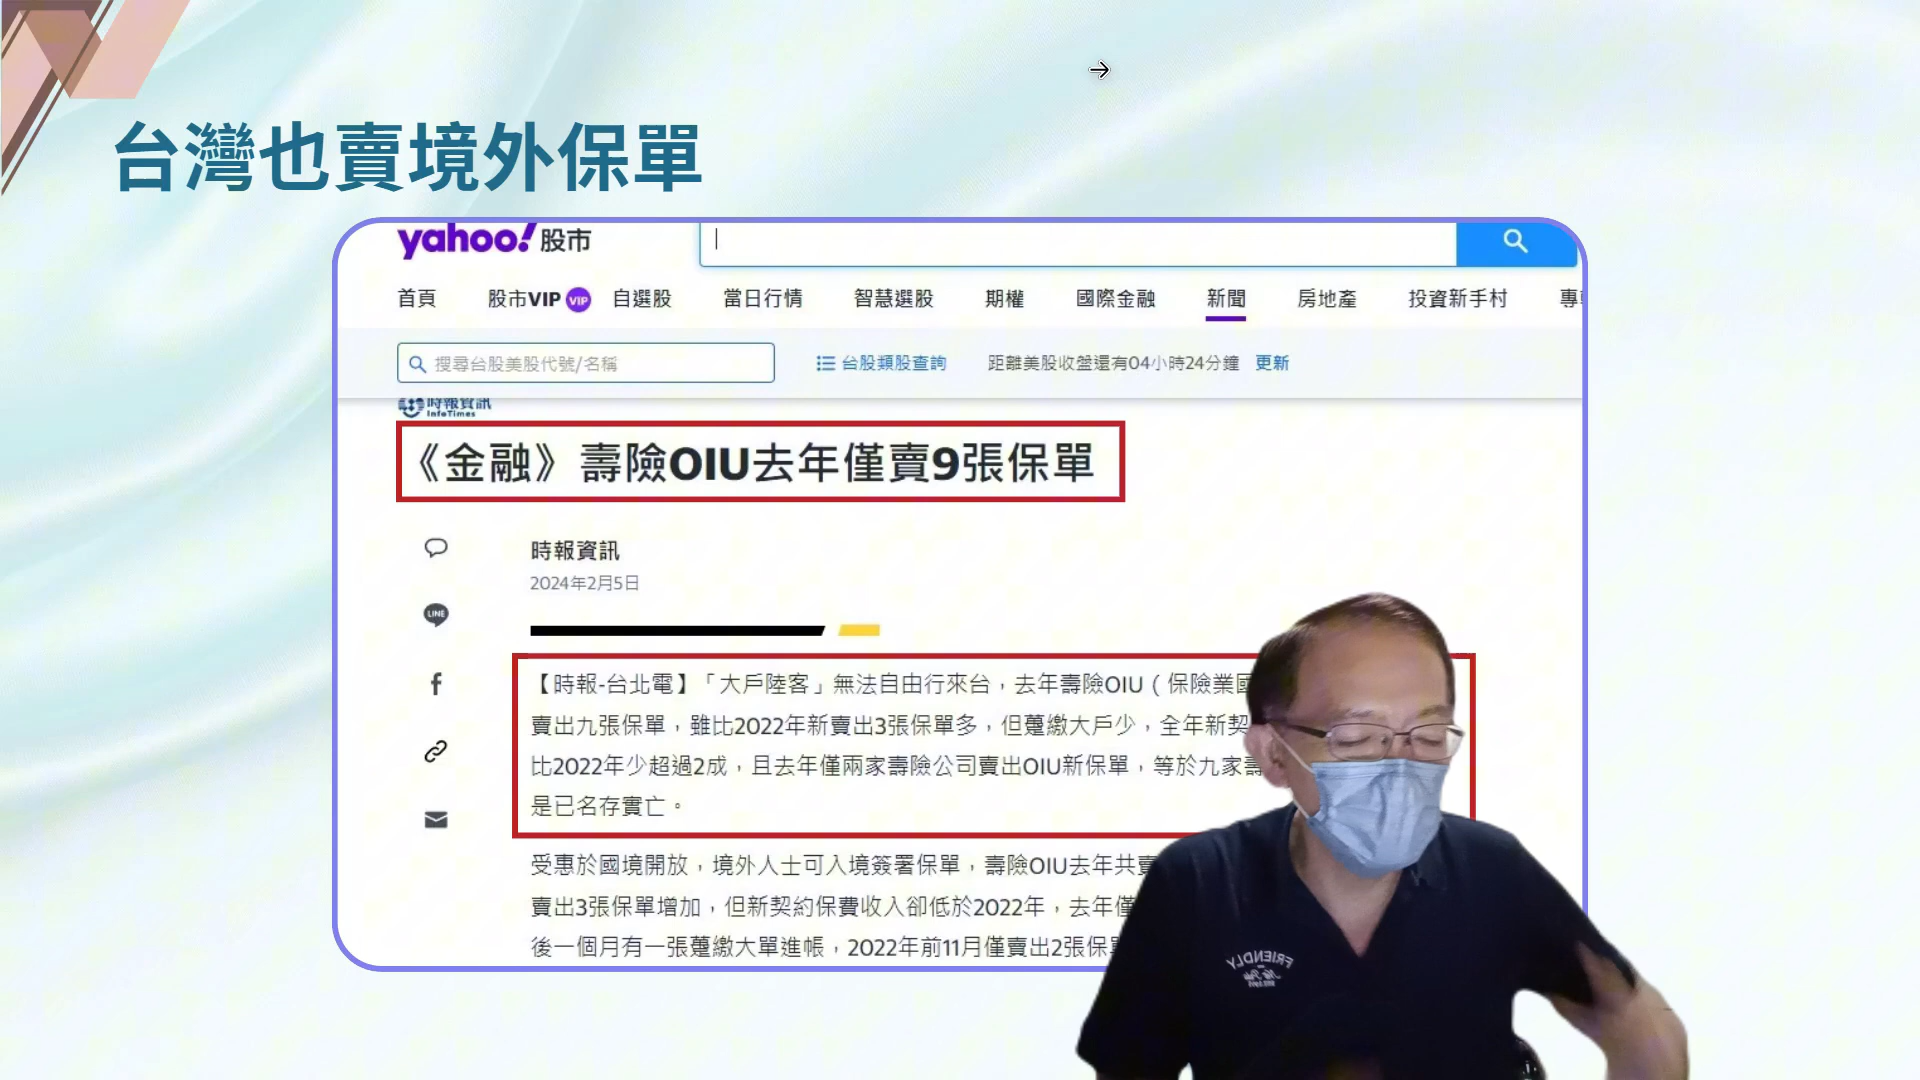 台灣也賣境外保單
yahoo!股市
首頁 股市VIP VIP 自選股 當日行情 智慧選股 期權 國際金融 新聞 房地產 投資新手村 專
搜尋台股美股代號/名稱 台股類股查詢 距離美股收盤還有04小時24分鐘 更新
時報資訊
InfoTimes
《金融》壽險OIU去年僅賣9張保單
時報資訊
2024年2月5日
LINE
【時報-台北電】「大戶陸客」無法自由行來台，去年壽險OIU（保險業國
賣出九張保單，雖比2022年新賣出3張保單多，但躉繳大戶少，全年新契
比2022年少超過2成，且去年僅兩家壽險公司賣出OIU新保單，等於九家壽
是已名存實亡。
受惠於國境開放，境外人士可入境簽署保單，壽險OIU去年共賣
賣出3張保單增加，但新契約保費收入卻低於2022年，去年僅
後一個月有一張躉繳大單進帳，2022年前11月僅賣出2張保單
FRIENDLY